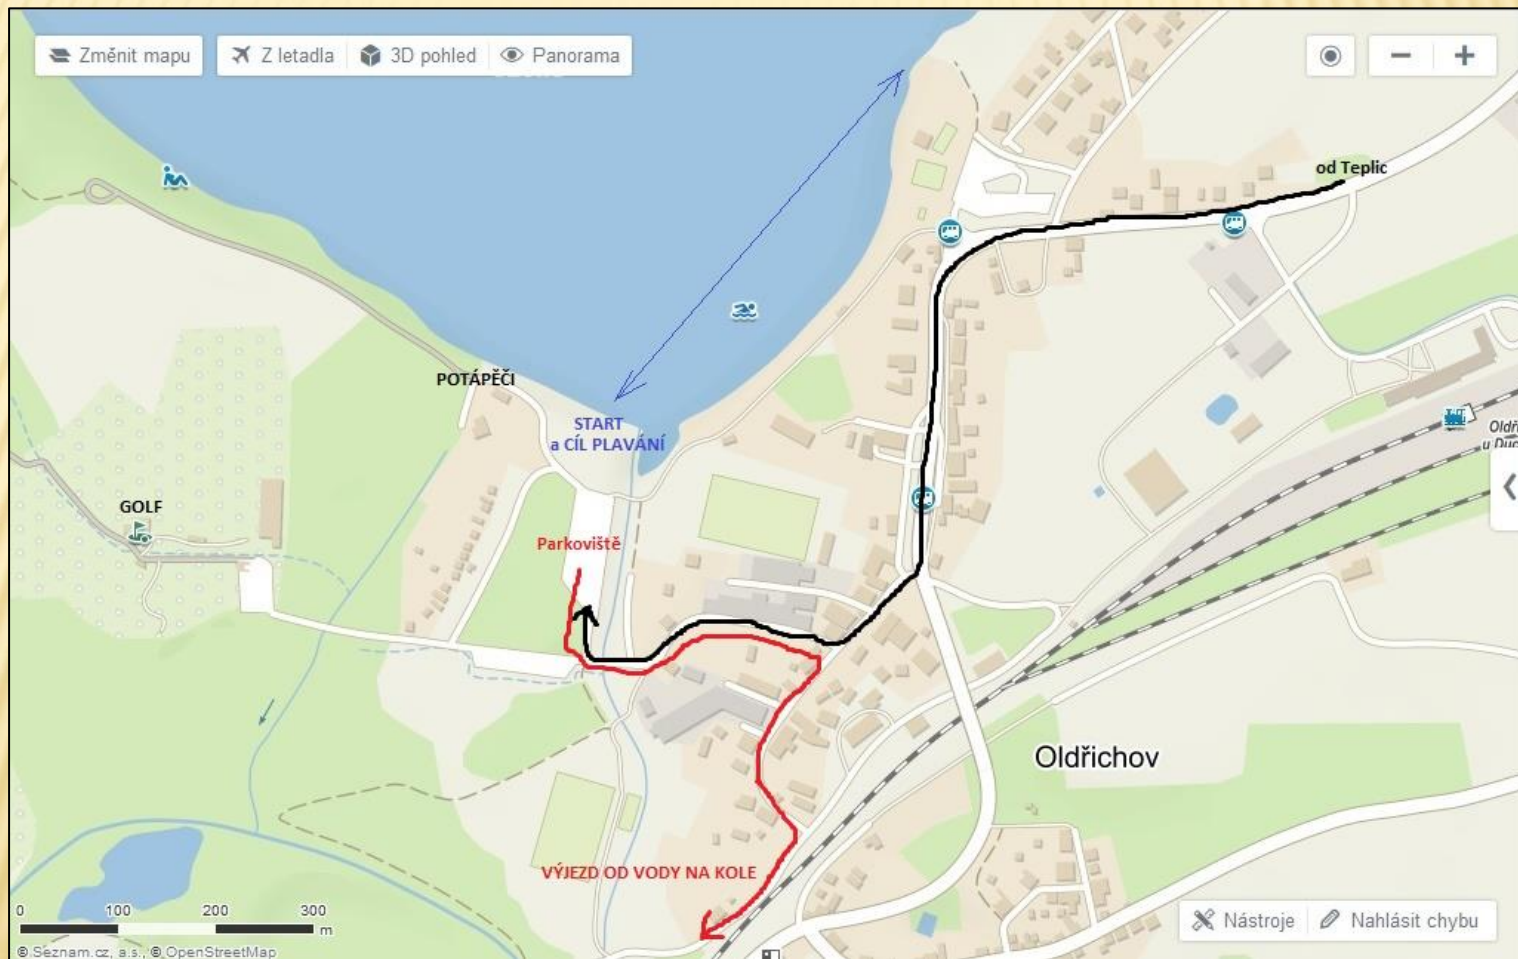 Změnit mapu
Z letadla
3D pohled
Panorama
od Teplic
POTÁPĚČI
START
a CÍL PLAVÁNÍ
GOLF
Parkoviště
Oldřichov
VÝJEZD OD VODY NA KOLE
0 100 200 300
m
Nástroje
Nahlásit chybu
© Seznam.cz, a.s., © OpenStreetMap